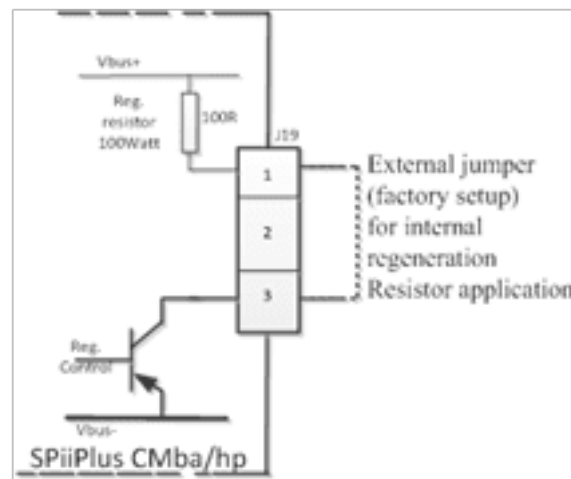 Vbus+
Reg.
resistor
100Watt
100R
J19
1
2
3
External jumper
(factory setup)
for internal
regeneration
Resistor application
Reg.
Control
Vbus-
SPiiPlus CMba/hp